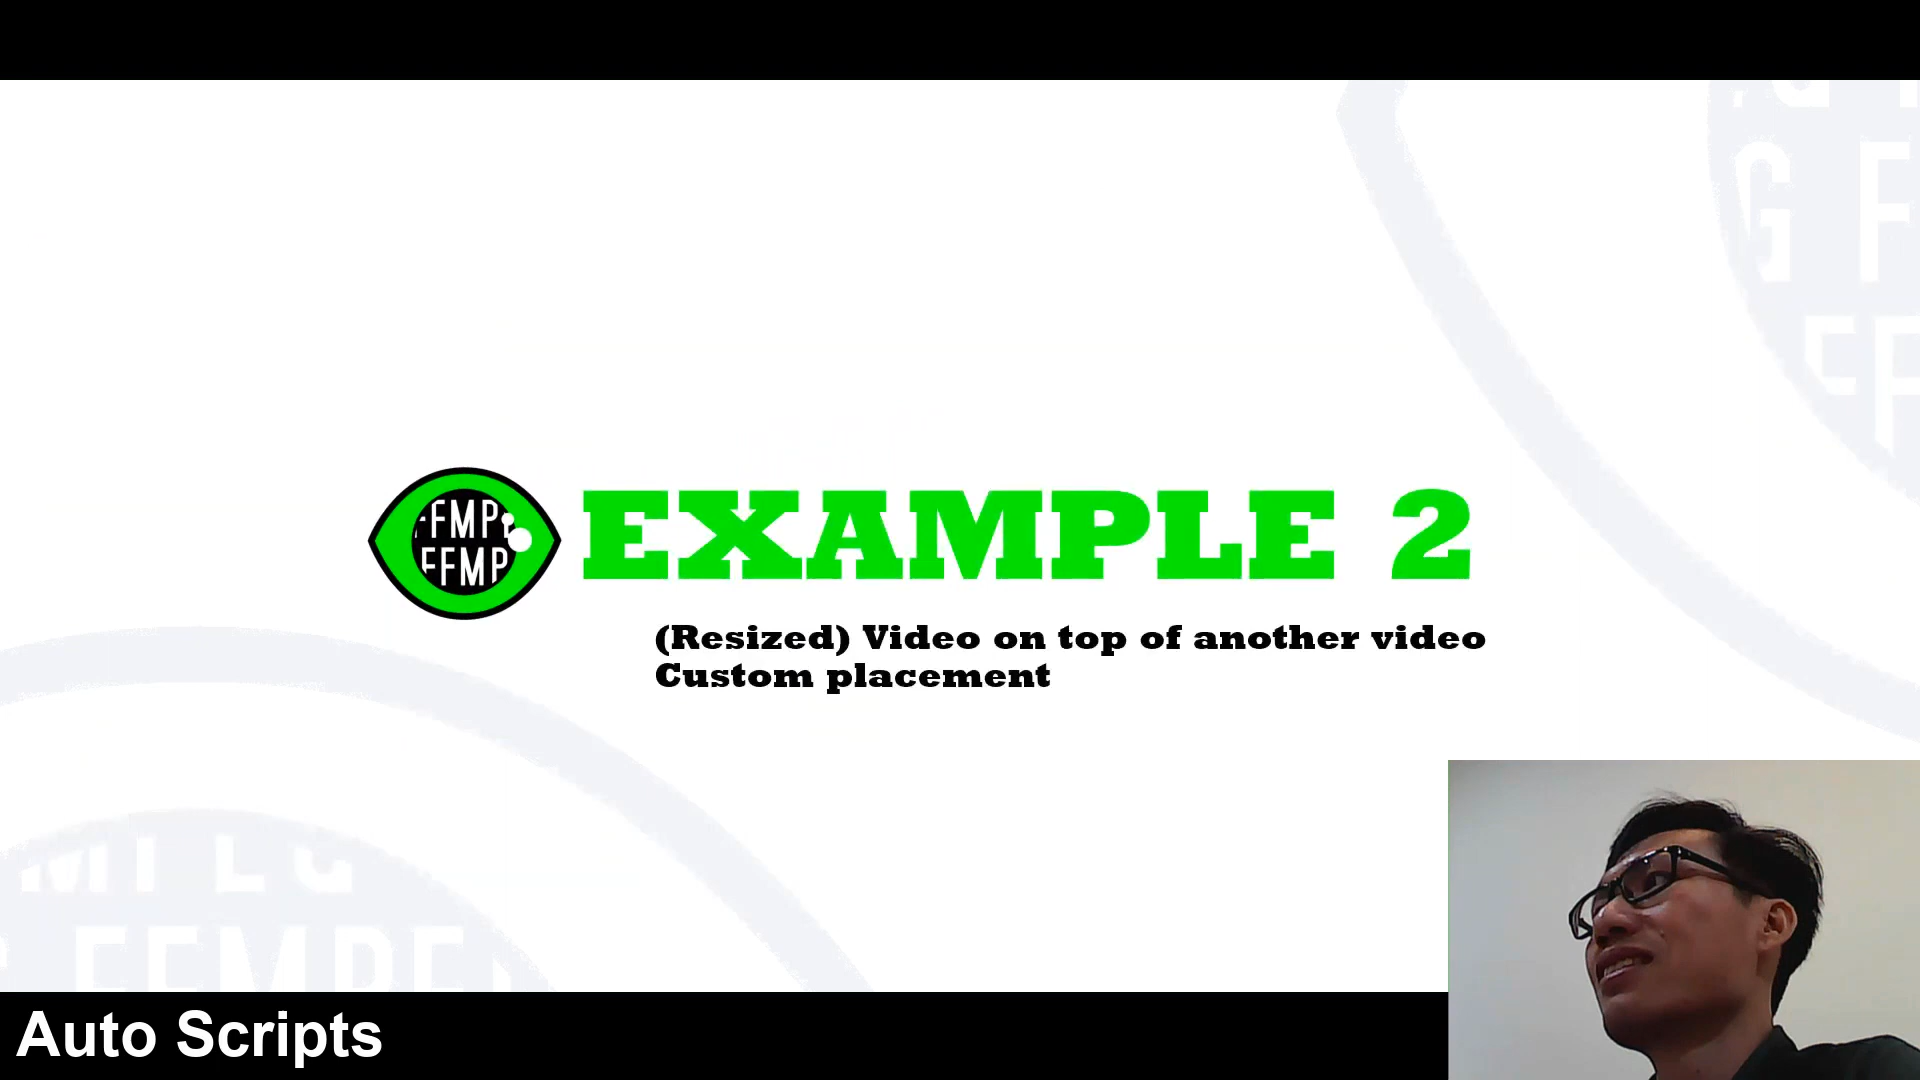 FFMP
FFMP
EXAMPLE 2
(Resized) Video on top of another video
Custom placement
Auto Scripts